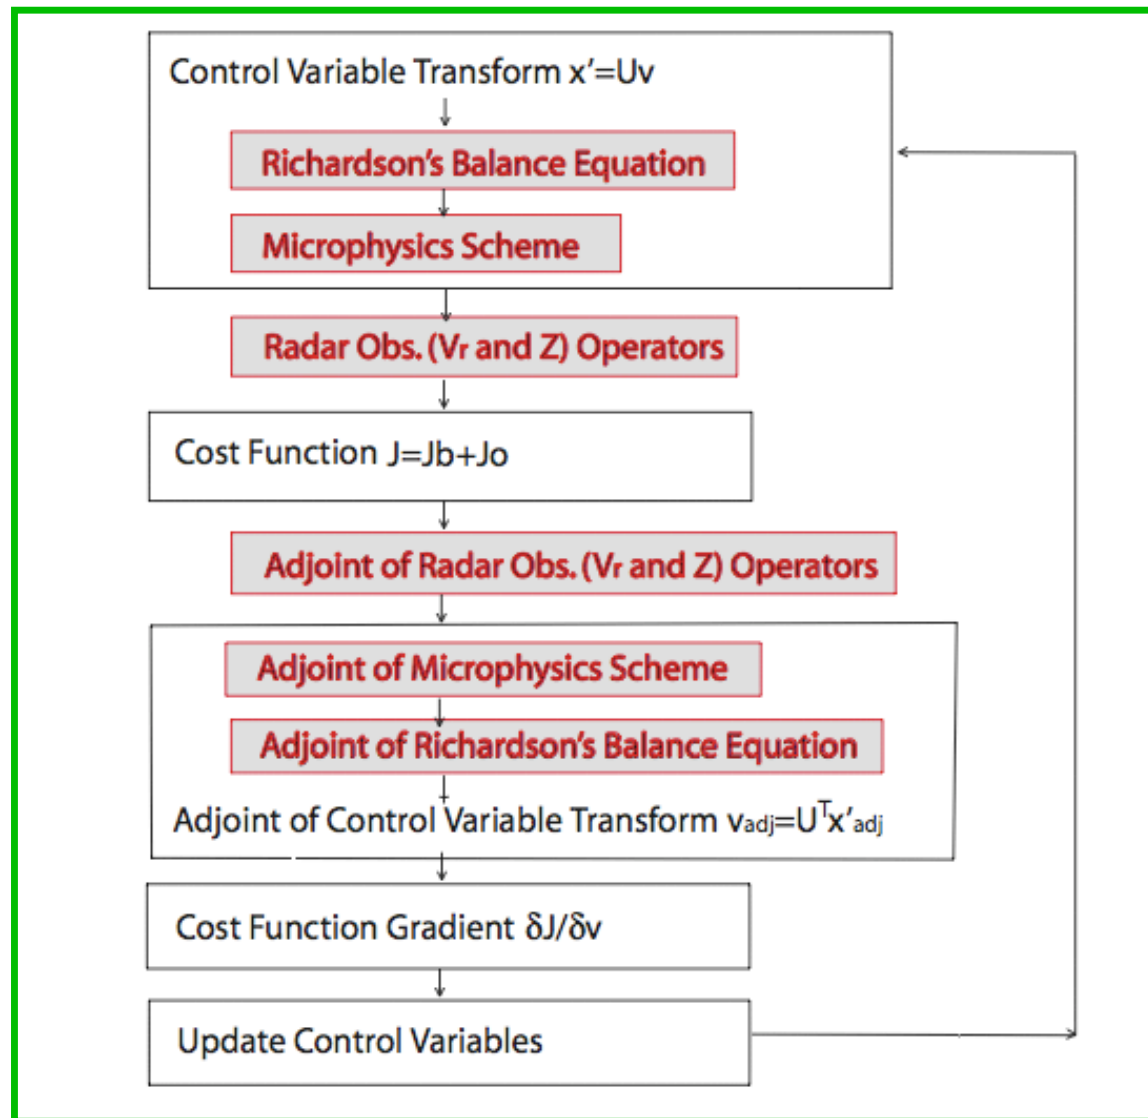 Control Variable Transform x'=Uv
Richardson's Balance Equation
Microphysics Scheme
Radar Obs. (Vr and Z) Operators
Cost Function J=Jb+Jo
Adjoint of Radar Obs. (Vr and Z) Operators
Adjoint of Microphysics Scheme
Adjoint of Richardson's Balance Equation
Adjoint of Control Variable Transform vadj=UTx'adj
Cost Function Gradient δJ/δv
Update Control Variables